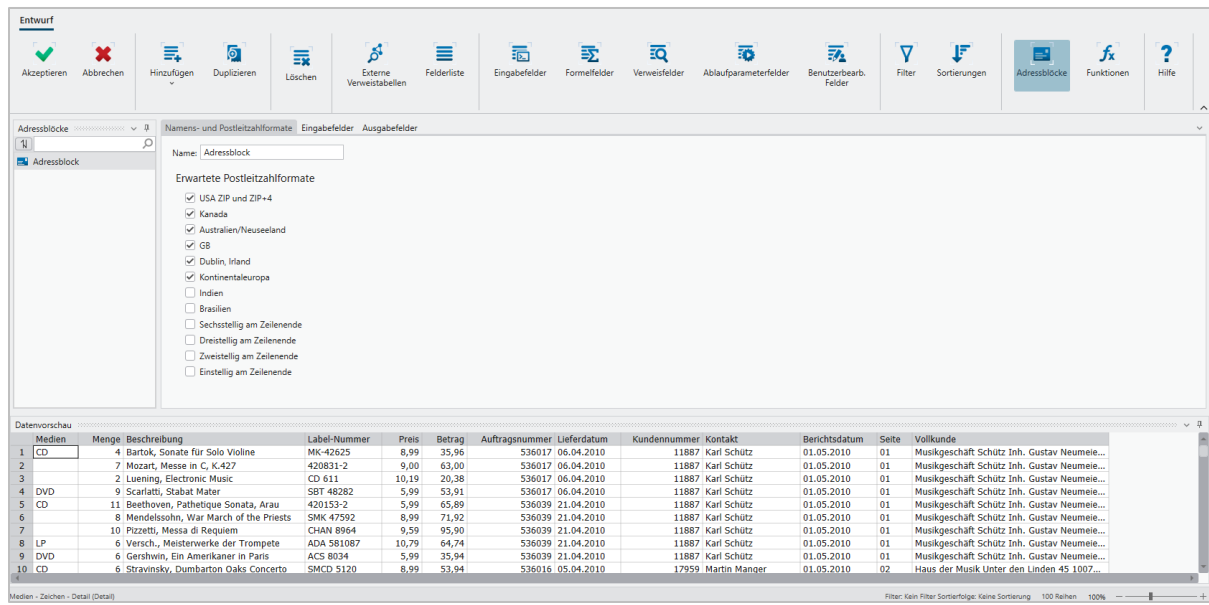 Entwurf
Akzeptieren Abbrechen Hinzufügen Duplizieren Löschen Externe Verweistabellen Felderliste Eingabefelder Formelfelder Verweisfelder Ablaufparameterfelder Benutzerbearb. Felder Filter Sortierungen Adressblöcke Funktionen Hilfe
Adressblöcke
Adressblock
Namens- und Postleitzahlformate Eingabefelder Ausgabefelder
Name: Adressblock
Erwartete Postleitzahlformate
USA ZIP und ZIP+4
Kanada
Australien/Neuseeland
GB
Dublin, Irland
Kontinentaleuropa
Indien
Brasilien
Sechsstellig am Zeilenende
Dreistellig am Zeilenende
Zweistellig am Zeilenende
Einstellig am Zeilenende
Datenvorschau
Medien Menge Beschreibung Label-Nummer Preis Betrag Auftragsnummer Lieferdatum Kundennummer Kontakt Berichtsdatum Seite Vollkunde
1 CD 4 Bartok, Sonate für Solo Violine MK-42625 8,99 35,96 536017 06.04.2010 11887 Karl Schütz 01.05.2010 01 Musikgeschäft Schütz Inh. Gustav Neumeie...
2 7 Mozart, Messe in C, K.427 420831-2 9,00 63,00 536017 06.04.2010 11887 Karl Schütz 01.05.2010 01 Musikgeschäft Schütz Inh. Gustav Neumeie...
3 2 Luening, Electronic Music CD 611 10,19 20,38 536017 06.04.2010 11887 Karl Schütz 01.05.2010 01 Musikgeschäft Schütz Inh. Gustav Neumeie...
4 DVD 9 Scarlatti, Stabat Mater SBT 48282 5,99 53,91 536017 06.04.2010 11887 Karl Schütz 01.05.2010 01 Musikgeschäft Schütz Inh. Gustav Neumeie...
5 CD 11 Beethoven, Pathetique Sonata, Arau 420153-2 5,99 65,89 536039 21.04.2010 11887 Karl Schütz 01.05.2010 01 Musikgeschäft Schütz Inh. Gustav Neumeie...
6 8 Mendelssohn, War March of the Priests SMK 47592 8,99 71,92 536039 21.04.2010 11887 Karl Schütz 01.05.2010 01 Musikgeschäft Schütz Inh. Gustav Neumeie...
7 10 Pizzetti, Messa di Requiem CHAN 8964 9,59 95,90 536039 21.04.2010 11887 Karl Schütz 01.05.2010 01 Musikgeschäft Schütz Inh. Gustav Neumeie...
8 LP 6 Versch., Meisterwerke der Trompete ADA 581087 10,79 64,74 536039 21.04.2010 11887 Karl Schütz 01.05.2010 01 Musikgeschäft Schütz Inh. Gustav Neumeie...
9 DVD 6 Gershwin, Ein Amerikaner in Paris ACS 8034 5,99 35,94 536039 21.04.2010 11887 Karl Schütz 01.05.2010 01 Musikgeschäft Schütz Inh. Gustav Neumeie...
10 CD 6 Stravinsky, Dumbarton Oaks Concerto SMCD 5120 8,99 53,94 536016 05.04.2010 17959 Martin Manger 01.05.2010 02 Haus der Musik Unter den Linden 45 1007...
Medien - Zeichen - Detail (Detail) Filter: Kein Filter Sortierfolge: Keine Sortierung 100 Reihen 100%